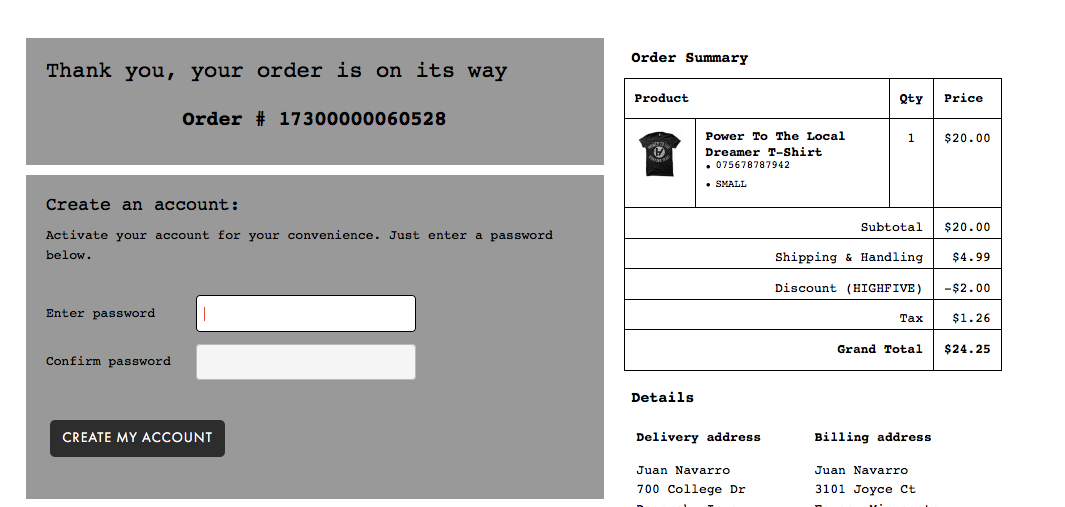 Thank you, your order is on its way
Order # 17300000060528
Create an account:
Activate your account for your convenience. Just enter a password
below.
Enter password
Confirm password
CREATE MY ACCOUNT
Order Summary
Product Qty Price
Power To The Local 1 $20.00
Dreamer T-Shirt
• 075678787942
• SMALL
Subtotal $20.00
Shipping & Handling $4.99
Discount (HIGHFIVE) -$2.00
Tax $1.26
Grand Total $24.25
Details
Delivery address Billing address
Juan Navarro Juan Navarro
700 College Dr 3101 Joyce Ct